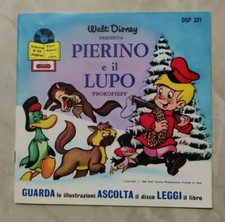 Walt Disney
DSP 321
PRESENTA
PIERINO
e il
LUPO
PROKOFIEFF
GUARDA le illustrazioni ASCOLTA il disco LEGGI il libro